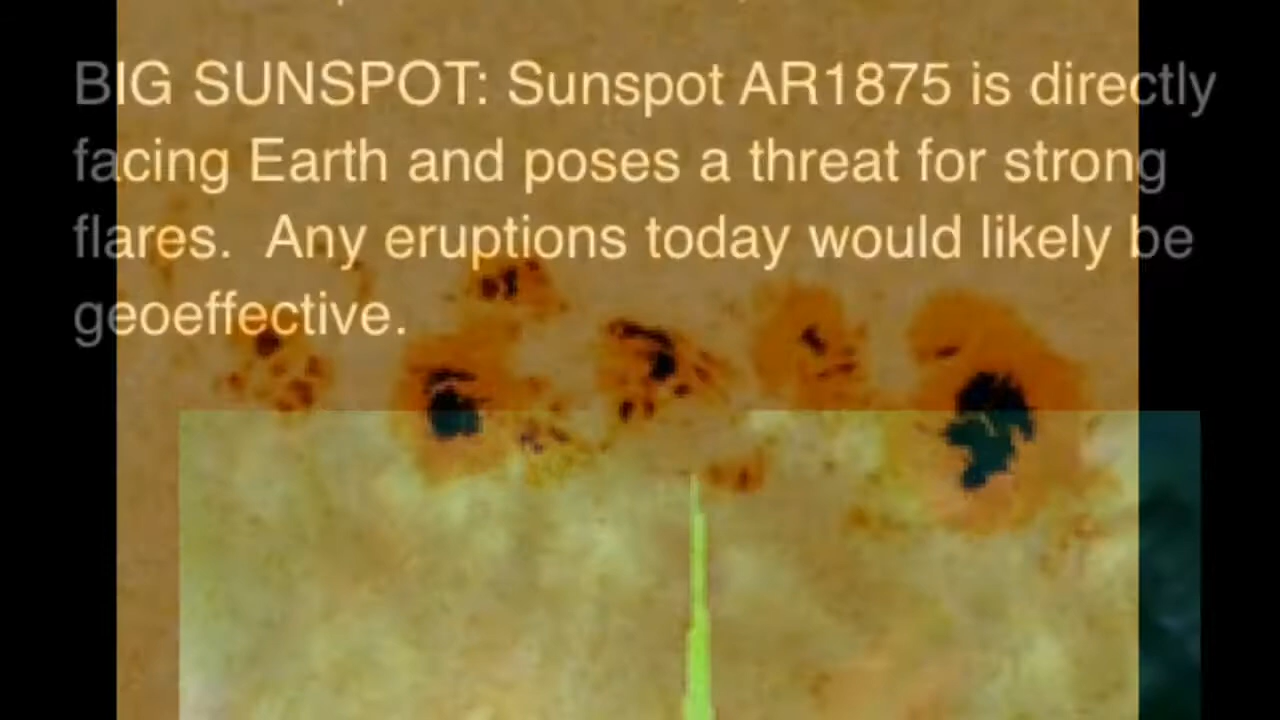 BIG SUNSPOT: Sunspot AR1875 is directly
facing Earth and poses a threat for strong
flares.  Any eruptions today would likely be
geoeffective.